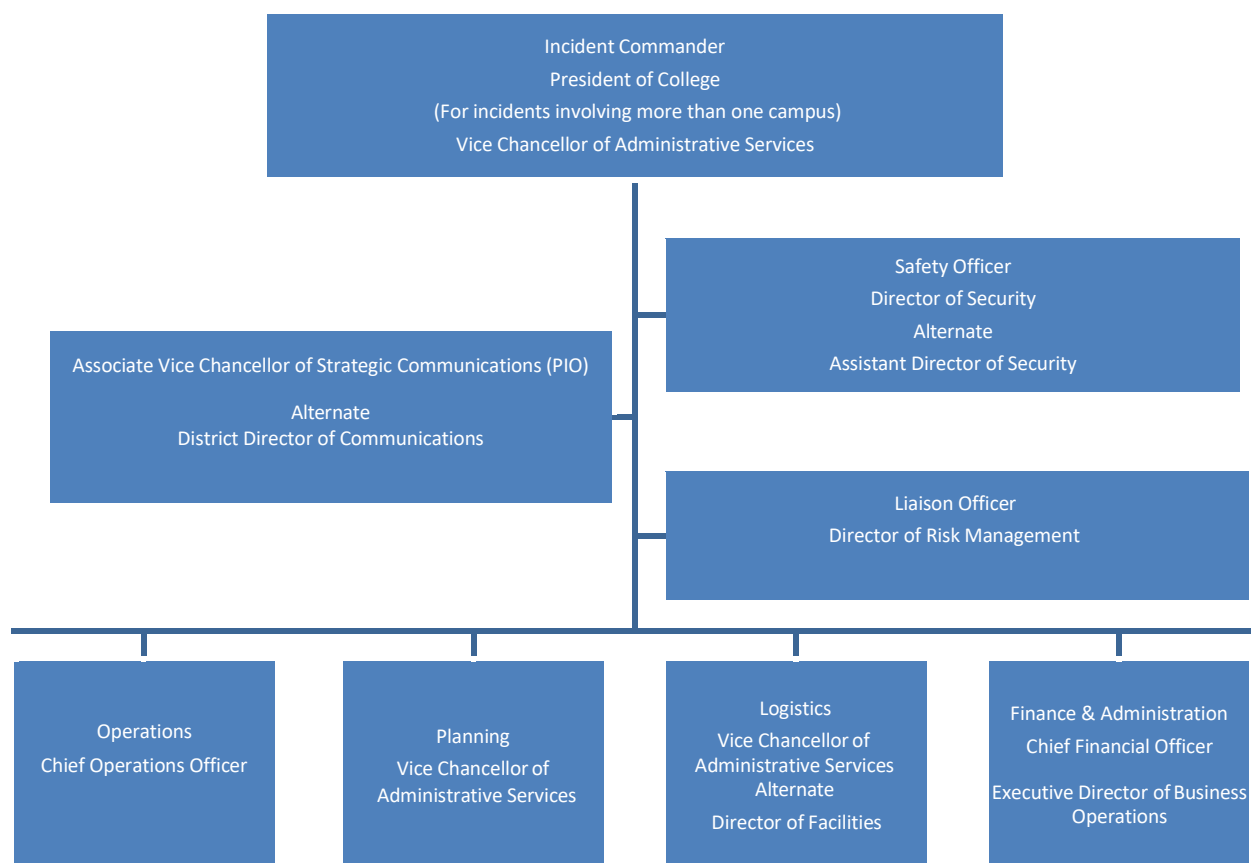 Incident Commander
President of College
(For incidents involving more than one campus)
Vice Chancellor of Administrative Services
Safety Officer
Director of Security
Alternate
Assistant Director of Security
Associate Vice Chancellor of Strategic Communications (PIO)
Alternate
District Director of Communications
Liaison Officer
Director of Risk Management
Operations
Chief Operations Officer
Planning
Vice Chancellor of
Administrative Services
Logistics
Vice Chancellor of
Administrative Services
Alternate
Director of Facilities
Finance & Administration
Chief Financial Officer
Executive Director of Business
Operations